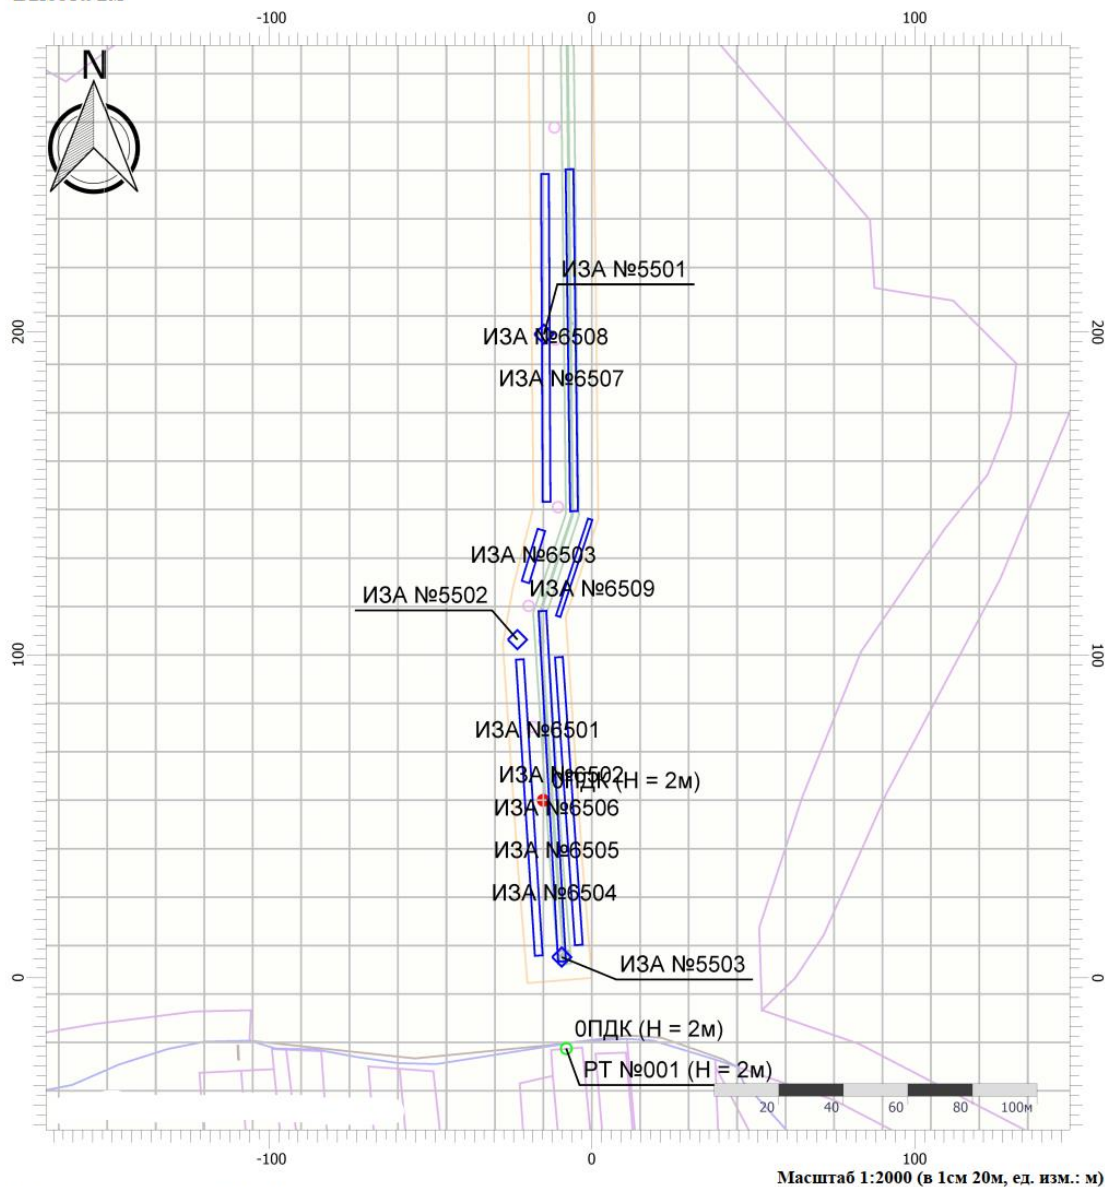 -100 0 100
N
ИЗА №5501
200 200
ИЗА №6508
ИЗА №6507
ИЗА №6503
ИЗА №6509
ИЗА №5502
100 100
ИЗА №6501
ИЗА №6502
0ПДК (Н = 2м)
ИЗА №6506
ИЗА №6505
ИЗА №6504
ИЗА №5503
0 0
0ПДК (Н = 2м)
РТ №001 (Н = 2м)
20 40 60 80 100м
-100 0 100
Масштаб 1:2000 (в 1см 20м, ед. изм.: м)